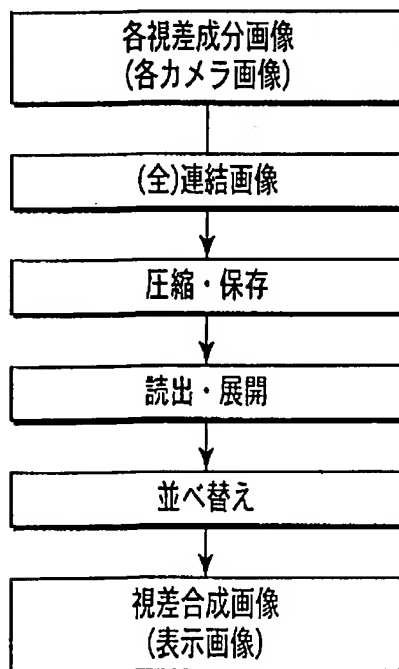 各視差成分画像
(各カメラ画像)
(全)連結画像
圧縮・保存
読出・展開
並べ替え
視差合成画像
(表示画像)